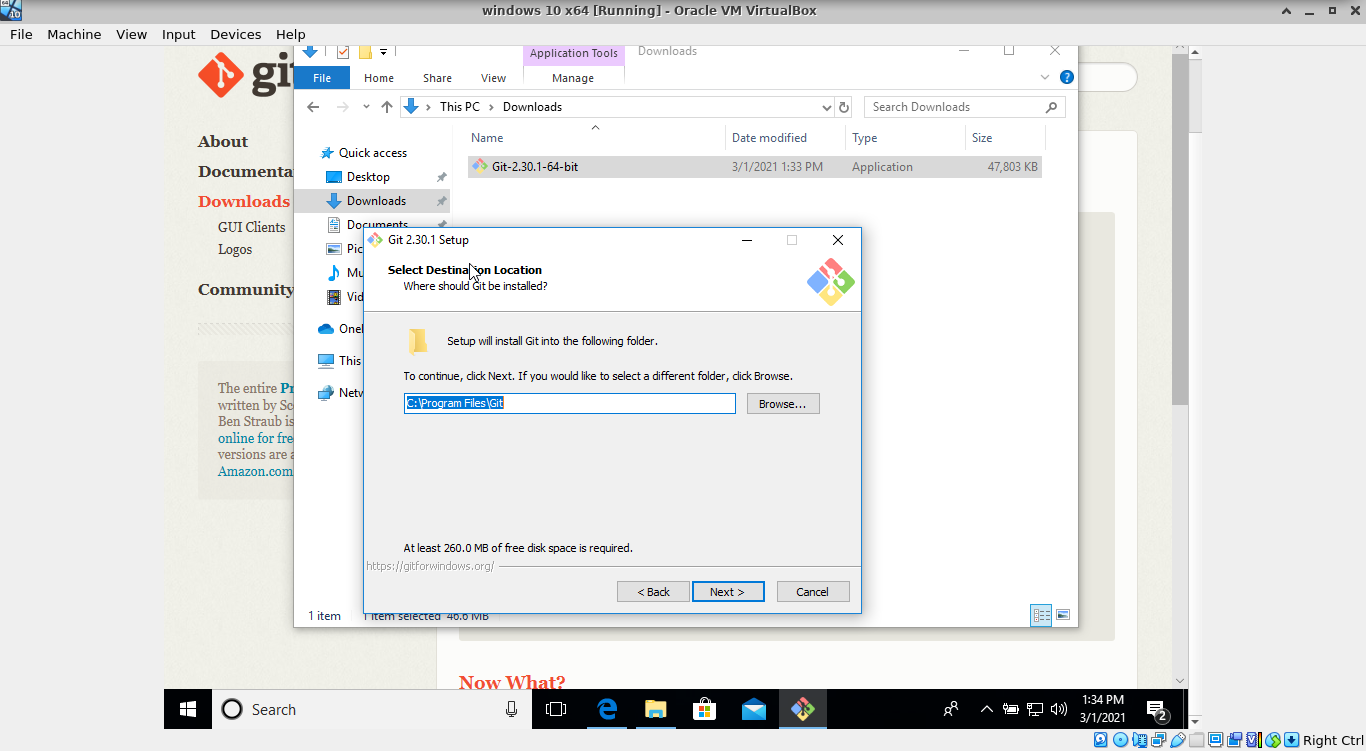 windows 10 x64 [Running] - Oracle VM VirtualBox
File Machine View Input Devices Help
Application Tools Downloads
File Home Share View Manage
This PC Downloads
Search Downloads
Name Date modified Type Size
Git-2.30.1-64-bit 3/1/2021 1:33 PM Application 47,803 KB
Quick access
Desktop
Downloads
Documents
Pic
Mu
Vid
This
Netw
1 item 1 item selected 46.6 MB
git
About
Documenta
Downloads
GUI Clients
Logos
Community
The entire Pr
written by Sc
Ben Straub is
online for fre
versions are a
Amazon.com
Now What?
Git 2.30.1 Setup
Select Destination Location
Where should Git be installed?
Setup will install Git into the following folder.
To continue, click Next. If you would like to select a different folder, click Browse.
C:\Program Files\Git
Browse...
At least 260.0 MB of free disk space is required.
https://gitforwindows.org/
< Back Next > Cancel
Search
1:34 PM
3/1/2021
2
Right Ctrl